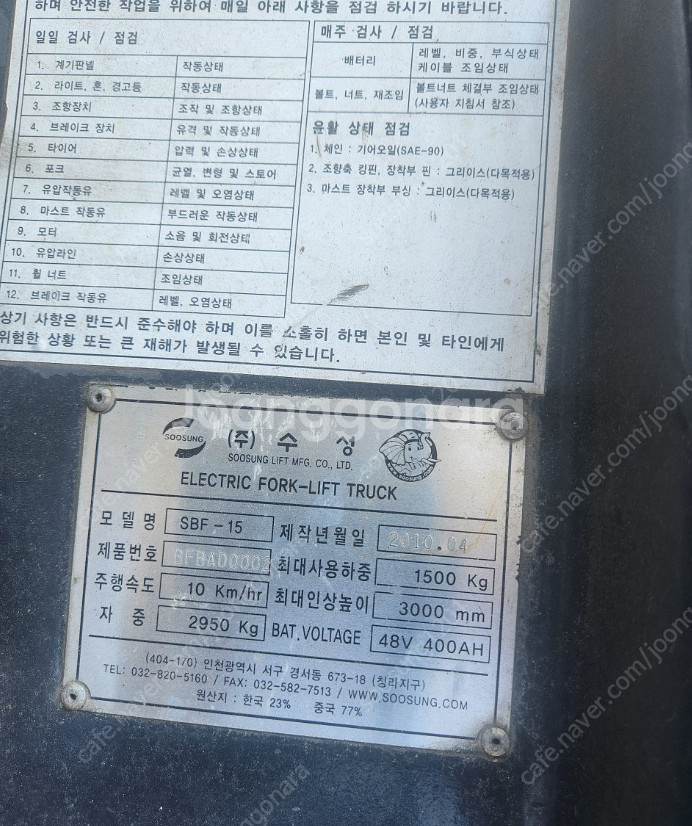 하며 안전한 작업을 위하여 매일 아래 사항을 점검 하시기 바랍니다.
일일 검사 / 점검
1. 계기판넬 작동상태
2. 라이트, 혼, 경고등 작동상태
3. 조향장치 조작 및 조향상태
4. 브레이크 장치 유격 및 작동상태
5. 타이어 압력 및 손상상태
6. 포크 균열, 변형 및 스토어
7. 유압작동유 레벨 및 오염상태
8. 마스트 작동유 부드러운 작동상태
9. 모터 소음 및 회전상태
10. 유압라인 손상상태
11. 휠 너트 조임상태
12. 브레이크 작동유 레벨, 오염상태
매주 검사 / 점검
배터리 레벨, 비중, 부식상태
케이블 조임상태
볼트, 너트, 재조임 볼트너트 체결부 조임상태
(사용자 지침서 참조)
윤활 상태 점검
1. 체인 : 기어오일(SAE-90)
2. 조향축 킹핀, 장착부 핀 : 그리이스(다목적용)
3. 마스트 장착부 부싱 : 그리이스(다목적용)
상기 사항은 반드시 준수해야 하며 이를 소홀히 하면 본인 및 타인에게
위험한 상황 또는 큰 재해가 발생될 수 있습니다.
joonggonara
SOOSUNG
(주) 수 성
SOOSUNG LIFT MFG. CO., LTD.
ELECTRIC FORK-LIFT TRUCK
모 델 명 SBF-15 제작년월일 2010.04
제품번호 최대사용하중 1500 Kg
주행속도 10 Km/hr 최대인상높이 3000 mm
자 중 2950 Kg BAT.VOLTAGE 48V 400AH
(404-170) 인천광역시 서구 경서동 673-18 (칭라지구)
TEL: 032-820-5160 / FAX: 032-582-7513 / WWW.SOOSUNG.COM
원산지 : 한국 23% 중국 77%
cafe.naver.com/joonggonara